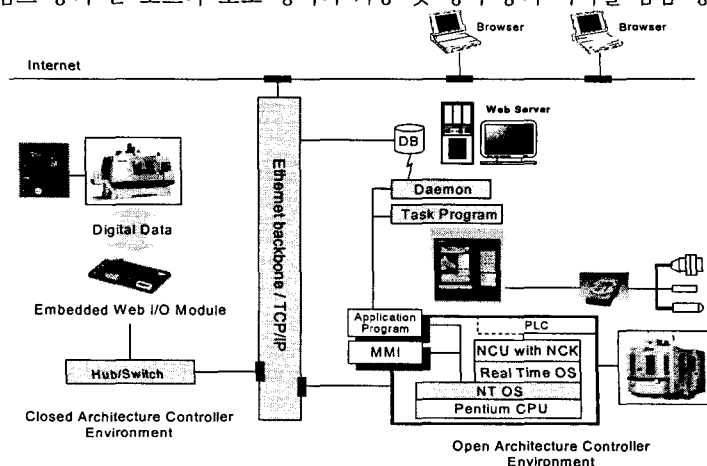 Browser
Browser
Internet
Web Server
DB
Ethernet backbone / TCP/IP
Daemon
Task Program
Digital Data
Embedded Web I/O Module
Application
Program
PLC
MMI
NCU with NCK
Real Time OS
Hub/Switch
NT OS
Pentium CPU
Closed Architecture Controller
Environment
Open Architecture Controller
Environment